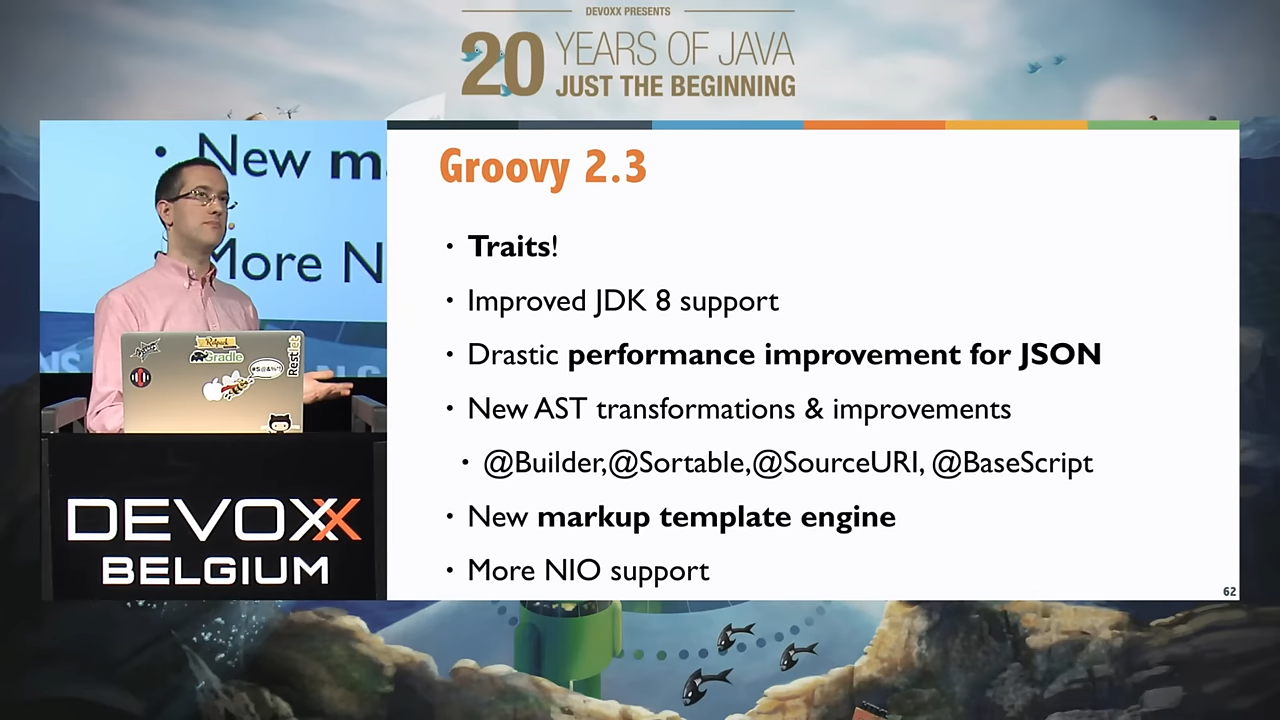 DEVOXX PRESENTS
20 YEARS OF JAVA
JUST THE BEGINNING
• New m
More N
Groovy 2.3
• Traits!
• Improved JDK 8 support
• Drastic performance improvement for JSON
• New AST transformations & improvements
• @Builder,@Sortable,@SourceURI, @BaseScript
• New markup template engine
• More NIO support
62
Ratpack
Gradle
#$@&%*!
Restlet
DEVOXX
BELGIUM